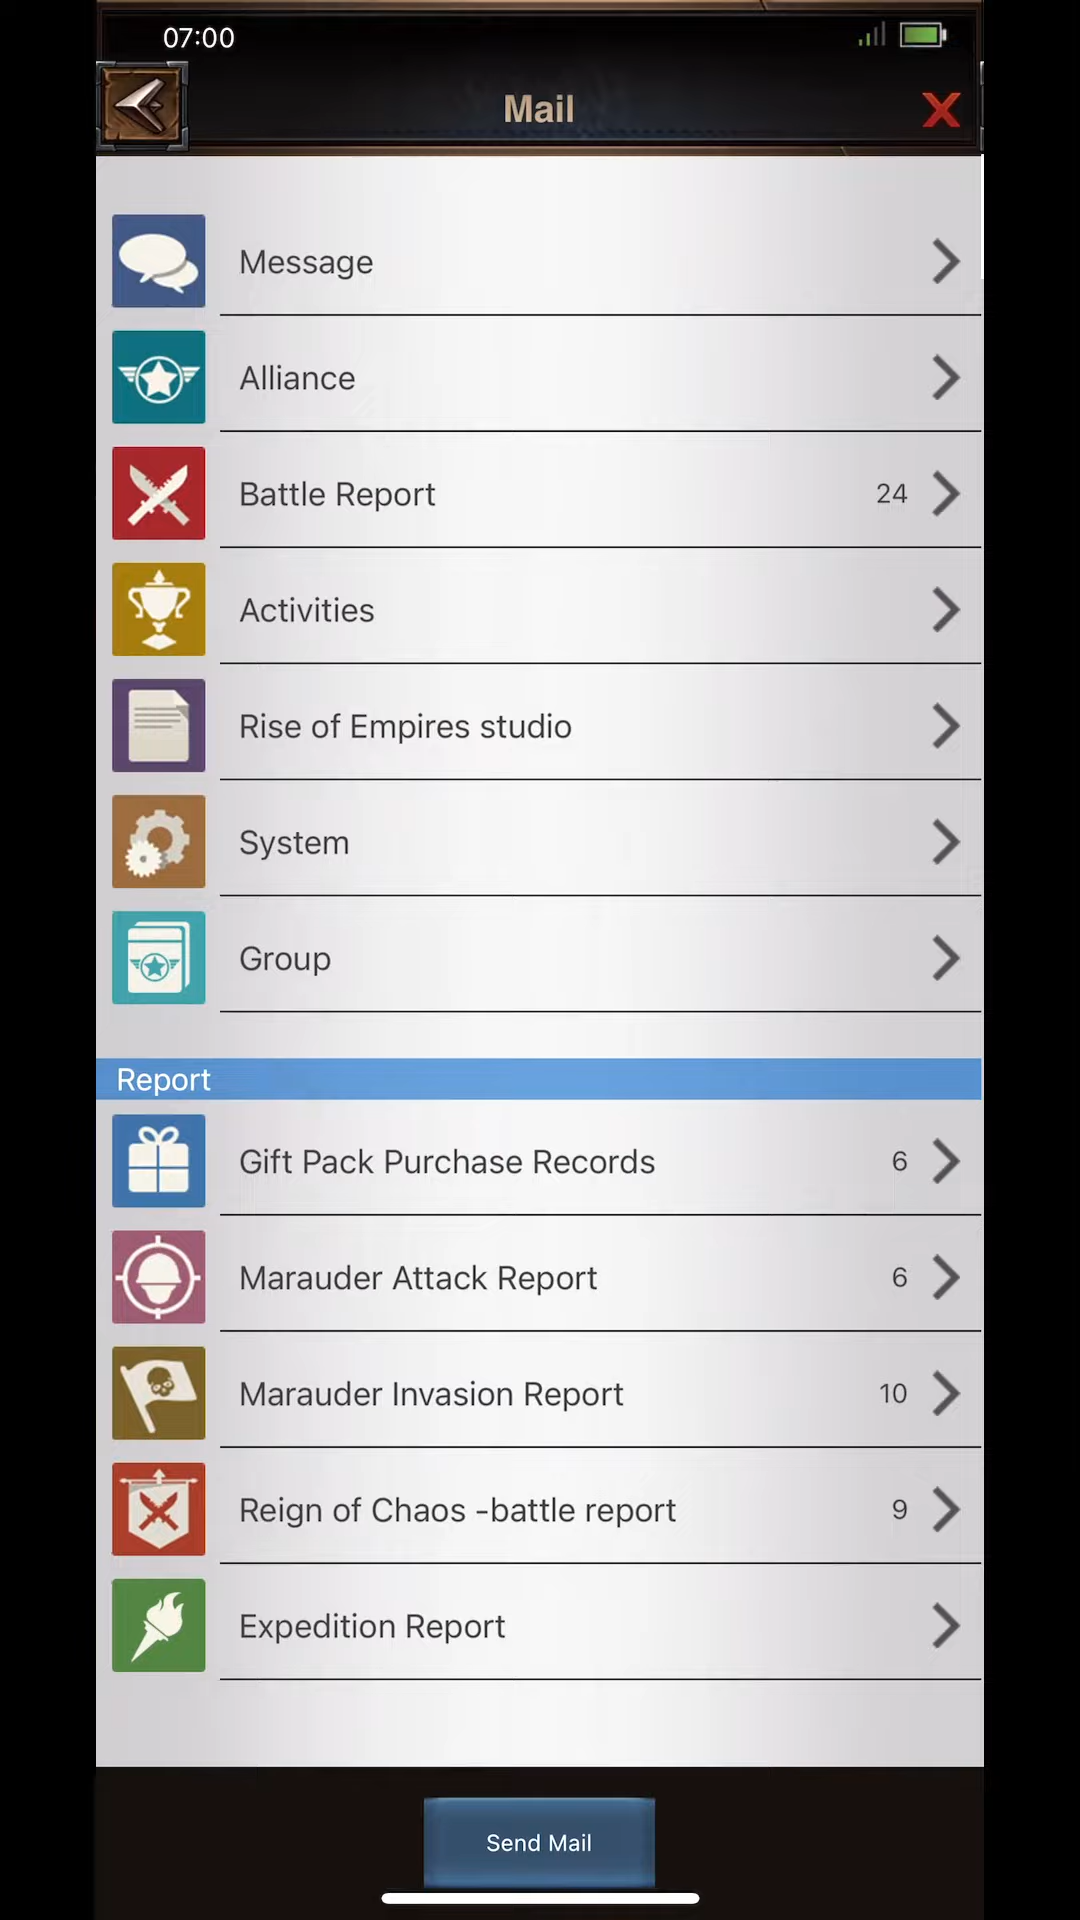 07:00
Mail
Message
Alliance
Battle Report 24
Activities
Rise of Empires studio
System
Group
Report
Gift Pack Purchase Records 6
Marauder Attack Report 6
Marauder Invasion Report 10
Reign of Chaos -battle report 9
Expedition Report
Send Mail